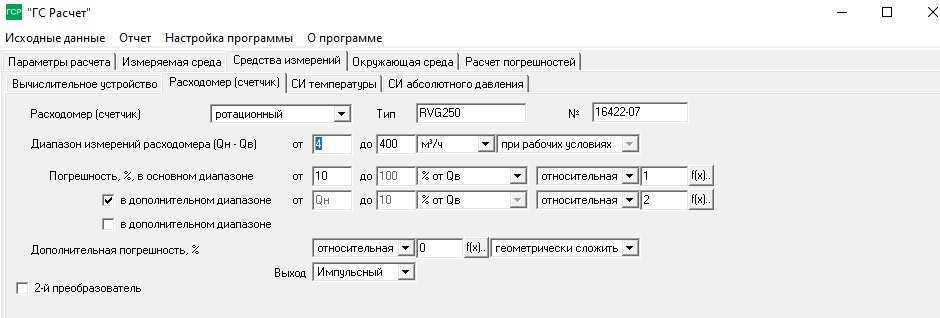 ГСР "ГС Расчет"
Исходные данные Отчет Настройка программы О программе
Параметры расчета Измеряемая среда Средства измерений Окружающая среда Расчет погрешностей
Вычислительное устройство Расходомер (счетчик) СИ температуры СИ абсолютного давления
Расходомер (счетчик) ротационный Тип RVG250 № 16422-07
Диапазон измерений расходомера (Qн - Qв) от 4 до 400 м³/ч при рабочих условиях
Погрешность, %, в основном диапазоне от 10 до 100 % от Qв относительная 1 f(x)..
в дополнительном диапазоне от Qн до 10 % от Qв относительная 2 f(x)..
в дополнительном диапазоне
Дополнительная погрешность, % относительная 0 f(x).. геометрически сложить
Выход Импульсный
2-й преобразователь